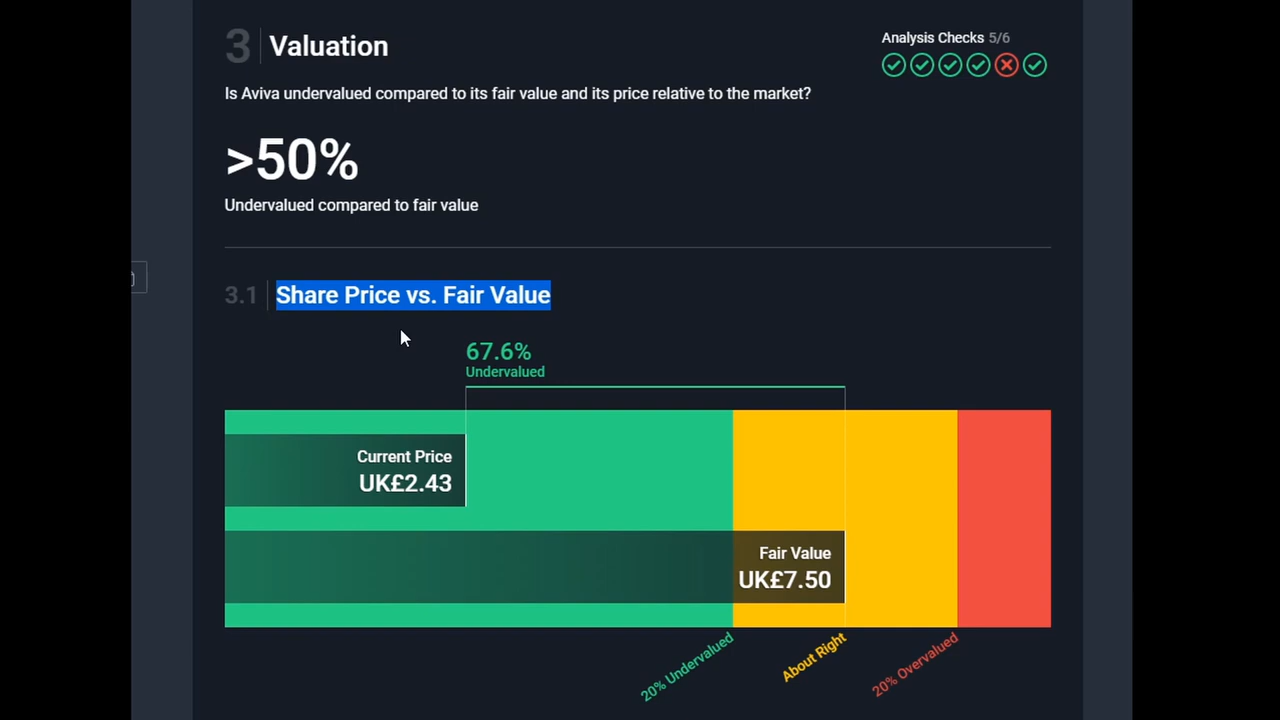 3 Valuation
Analysis Checks 5/6
Is Aviva undervalued compared to its fair value and its price relative to the market?
>50%
Undervalued compared to fair value
3.1 Share Price vs. Fair Value
67.6%
Undervalued
Current Price
UK£2.43
Fair Value
UK£7.50
20% Undervalued
About Right
20% Overvalued